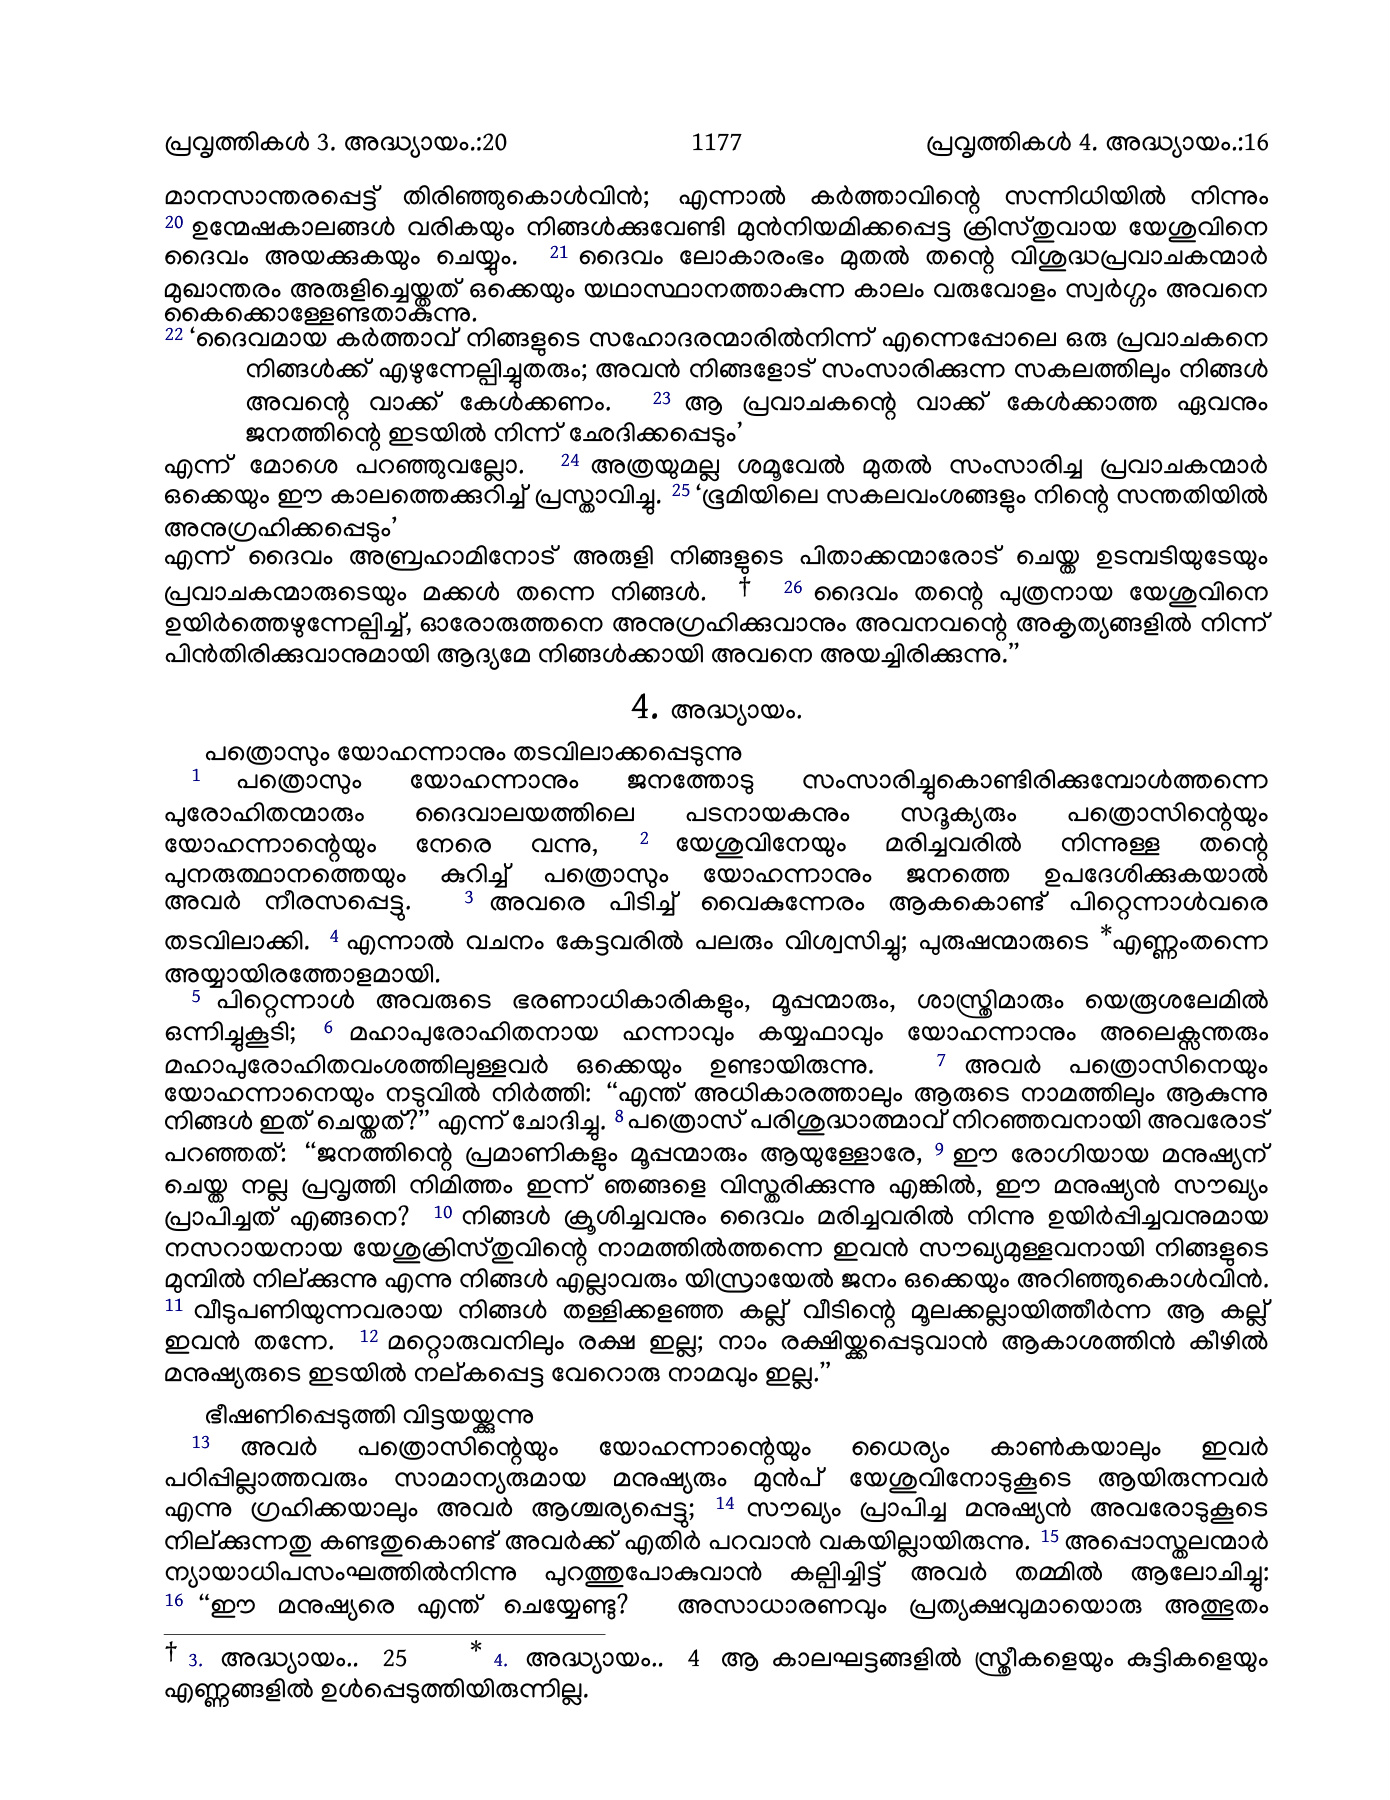 പ്രവൃത്തികൾ 3. അദ്ധ്യായം.:20 1177 പ്രവൃത്തികൾ 4. അദ്ധ്യായം.:16
മാനസാന്തരപ്പെട്ട് തിരിഞ്ഞുകൊൾവിൻ; എന്നാൽ കർത്താവിന്റെ സന്നിധിയിൽ നിന്നും
20 ഉന്മേഷകാലങ്ങൾ വരികയും നിങ്ങൾക്കുവേണ്ടി മുൻനിയമിക്കപ്പെട്ട ക്രിസ്തുവായ യേശുവിനെ
ദൈവം അയക്കുകയും ചെയ്യും. 21 ദൈവം ലോകാരംഭം മുതൽ തന്റെ വിശുദ്ധപ്രവാചകന്മാർ
മുഖാന്തരം അരുളിച്ചെയ്തത് ഒക്കെയും യഥാസ്ഥാനത്താകുന്ന കാലം വരുവോളം സ്വർഗ്ഗം അവനെ
കൈക്കൊള്ളേണ്ടതാകുന്നു.
22 ‘ദൈവമായ കർത്താവ് നിങ്ങളുടെ സഹോദരന്മാരിൽനിന്ന് എന്നെപ്പോലെ ഒരു പ്രവാചകനെ
നിങ്ങൾക്ക് എഴുന്നേല്പിച്ചുതരും; അവൻ നിങ്ങളോട് സംസാരിക്കുന്ന സകലത്തിലും നിങ്ങൾ
അവന്റെ വാക്ക് കേൾക്കണം. 23 ആ പ്രവാചകന്റെ വാക്ക് കേൾക്കാത്ത ഏവനും
ജനത്തിന്റെ ഇടയിൽ നിന്ന് ഛേദിക്കപ്പെടും’
എന്ന് മോശെ പറഞ്ഞുവല്ലോ. 24 അത്രയുമല്ല ശമൂവേൽ മുതൽ സംസാരിച്ച പ്രവാചകന്മാർ
ഒക്കെയും ഈ കാലത്തെക്കുറിച്ച് പ്രസ്താവിച്ചു. 25 ‘ഭൂമിയിലെ സകലവംശങ്ങളും നിന്റെ സന്തതിയിൽ
അനുഗ്രഹിക്കപ്പെടും’
എന്ന് ദൈവം അബ്രഹാമിനോട് അരുളി നിങ്ങളുടെ പിതാക്കന്മാരോട് ചെയ്ത ഉടമ്പടിയുടേയും
പ്രവാചകന്മാരുടെയും മക്കൾ തന്നെ നിങ്ങൾ. † 26 ദൈവം തന്റെ പുത്രനായ യേശുവിനെ
ഉയിർത്തെഴുന്നേല്പിച്ച്, ഓരോരുത്തനെ അനുഗ്രഹിക്കുവാനും അവനവന്റെ അകൃത്യങ്ങളിൽ നിന്ന്
പിൻതിരിക്കുവാനുമായി ആദ്യമേ നിങ്ങൾക്കായി അവനെ അയച്ചിരിക്കുന്നു.”
4. അദ്ധ്യായം.
പത്രൊസും യോഹന്നാനും തടവിലാക്കപ്പെടുന്നു
1 പത്രൊസും യോഹന്നാനും ജനത്തോടു സംസാരിച്ചുകൊണ്ടിരിക്കുമ്പോൾത്തന്നെ
പുരോഹിതന്മാരും ദൈവാലയത്തിലെ പടനായകനും സദൂക്യരും പത്രൊസിന്റെയും
യോഹന്നാന്റെയും നേരെ വന്നു, 2 യേശുവിനേയും മരിച്ചവരിൽ നിന്നുള്ള തന്റെ
പുനരുത്ഥാനത്തെയും കുറിച്ച് പത്രൊസും യോഹന്നാനും ജനത്തെ ഉപദേശിക്കുകയാൽ
അവർ നീരസപ്പെട്ടു. 3 അവരെ പിടിച്ച് വൈകുന്നേരം ആകകൊണ്ട് പിറ്റെന്നാൾവരെ
തടവിലാക്കി. 4 എന്നാൽ വചനം കേട്ടവരിൽ പലരും വിശ്വസിച്ചു; പുരുഷന്മാരുടെ *എണ്ണംതന്നെ
അയ്യായിരത്തോളമായി.
5 പിറ്റെന്നാൾ അവരുടെ ഭരണാധികാരികളും, മൂപ്പന്മാരും, ശാസ്ത്രിമാരും യെരൂശലേമിൽ
ഒന്നിച്ചുകൂടി; 6 മഹാപുരോഹിതനായ ഹന്നാവും കയ്യഫാവും യോഹന്നാനും അലെക്സന്തരും
മഹാപുരോഹിതവംശത്തിലുള്ളവർ ഒക്കെയും ഉണ്ടായിരുന്നു. 7 അവർ പത്രൊസിനെയും
യോഹന്നാനെയും നടുവിൽ നിർത്തി: “എന്ത് അധികാരത്താലും ആരുടെ നാമത്തിലും ആകുന്നു
നിങ്ങൾ ഇത് ചെയ്തത്?” എന്ന് ചോദിച്ചു. 8 പത്രൊസ് പരിശുദ്ധാത്മാവ് നിറഞ്ഞവനായി അവരോട്
പറഞ്ഞത്: “ജനത്തിന്റെ പ്രമാണികളും മൂപ്പന്മാരും ആയുള്ളോരേ, 9 ഈ രോഗിയായ മനുഷ്യന്
ചെയ്ത നല്ല പ്രവൃത്തി നിമിത്തം ഇന്ന് ഞങ്ങളെ വിസ്തരിക്കുന്നു എങ്കിൽ, ഈ മനുഷ്യൻ സൗഖ്യം
പ്രാപിച്ചത് എങ്ങനെ? 10 നിങ്ങൾ ക്രൂശിച്ചവനും ദൈവം മരിച്ചവരിൽ നിന്നു ഉയിർപ്പിച്ചവനുമായ
നസറായനായ യേശുക്രിസ്തുവിന്റെ നാമത്തിൽത്തന്നെ ഇവൻ സൗഖ്യമുള്ളവനായി നിങ്ങളുടെ
മുമ്പിൽ നില്ക്കുന്നു എന്നു നിങ്ങൾ എല്ലാവരും യിസ്രായേൽ ജനം ഒക്കെയും അറിഞ്ഞുകൊൾവിൻ.
11 വീടുപണിയുന്നവരായ നിങ്ങൾ തള്ളിക്കളഞ്ഞ കല്ല് വീടിന്റെ മൂലക്കല്ലായിത്തീർന്ന ആ കല്ല്
ഇവൻ തന്നേ. 12 മറ്റൊരുവനിലും രക്ഷ ഇല്ല; നാം രക്ഷിയ്ക്കപ്പെടുവാൻ ആകാശത്തിൻ കീഴിൽ
മനുഷ്യരുടെ ഇടയിൽ നല്കപ്പെട്ട വേറൊരു നാമവും ഇല്ല.”
ഭീഷണിപ്പെടുത്തി വിട്ടയയ്ക്കുന്നു
13 അവർ പത്രൊസിന്റെയും യോഹന്നാന്റെയും ധൈര്യം കാൺകയാലും ഇവർ
പഠിപ്പില്ലാത്തവരും സാമാന്യരുമായ മനുഷ്യരും മുൻപ് യേശുവിനോടുകൂടെ ആയിരുന്നവർ
എന്നു ഗ്രഹിക്കയാലും അവർ ആശ്ചര്യപ്പെട്ടു; 14 സൗഖ്യം പ്രാപിച്ച മനുഷ്യൻ അവരോടുകൂടെ
നില്ക്കുന്നതു കണ്ടതുകൊണ്ട് അവർക്ക് എതിർ പറവാൻ വകയില്ലായിരുന്നു. 15 അപ്പൊസ്തലന്മാർ
ന്യായാധിപസംഘത്തിൽനിന്നു പുറത്തുപോകുവാൻ കല്പിച്ചിട്ട് അവർ തമ്മിൽ ആലോചിച്ചു:
16 “ഈ മനുഷ്യരെ എന്ത് ചെയ്യേണ്ടു? അസാധാരണവും പ്രത്യക്ഷവുമായൊരു അത്ഭുതം
† 3. അദ്ധ്യായം.. 25 * 4. അദ്ധ്യായം.. 4 ആ കാലഘട്ടങ്ങളിൽ സ്ത്രീകളെയും കുട്ടികളെയും
എണ്ണങ്ങളിൽ ഉൾപ്പെടുത്തിയിരുന്നില്ല.